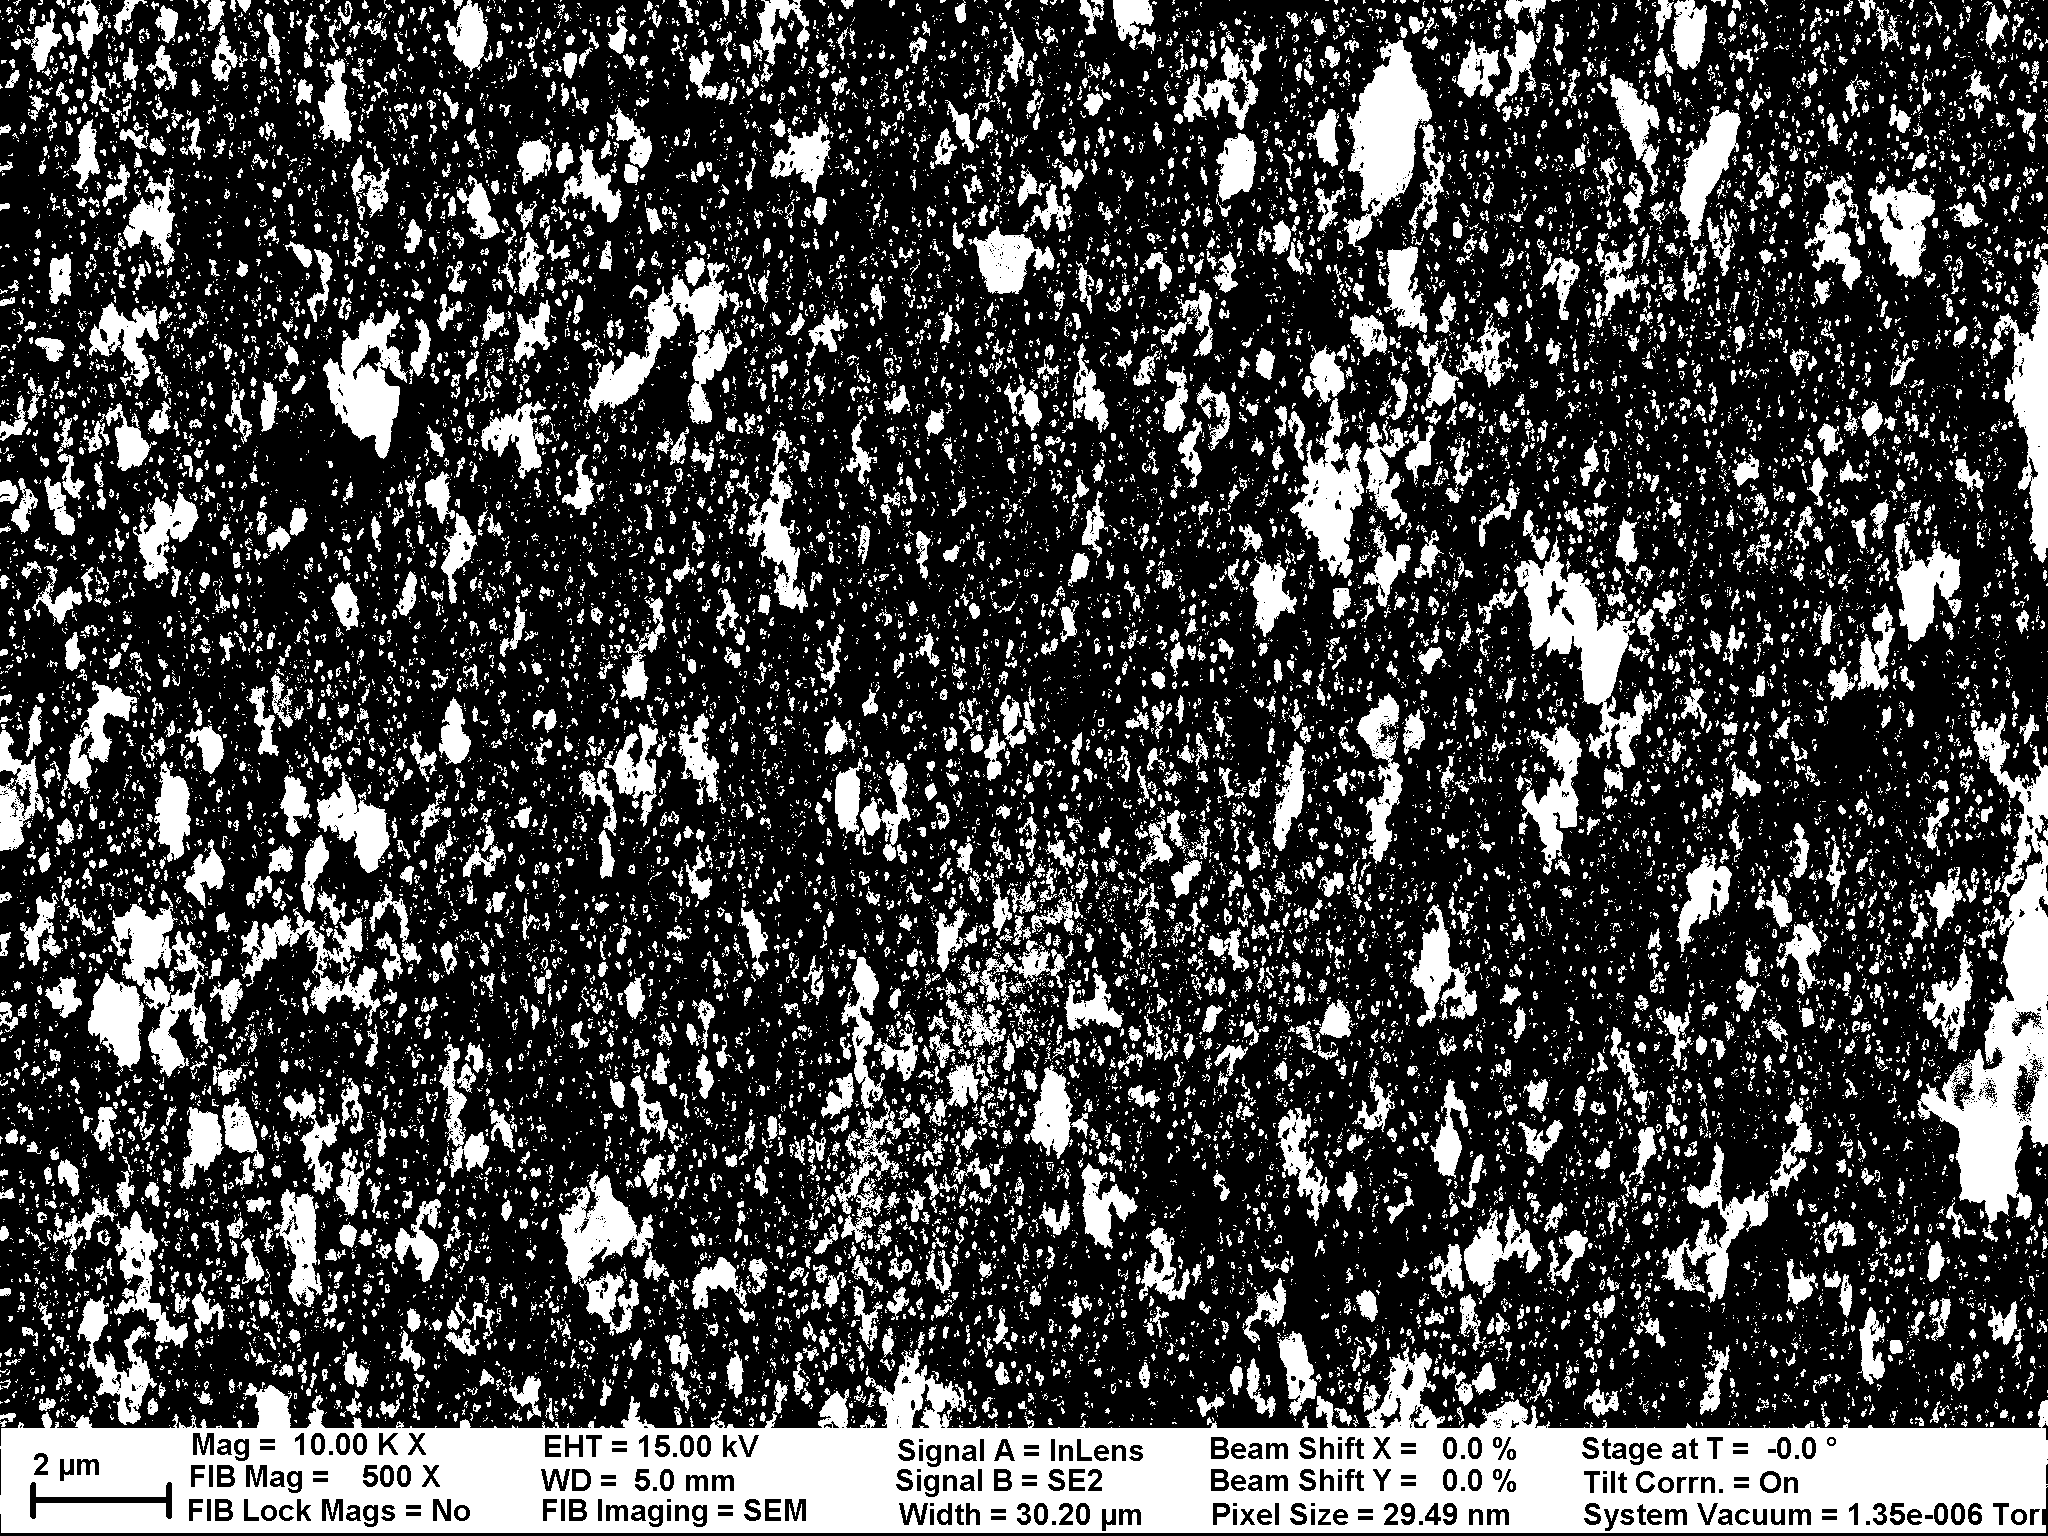 2 µm
Mag = 10.00 K X
FIB Mag = 500 X
FIB Lock Mags = No
EHT = 15.00 kV
WD = 5.0 mm
FIB Imaging = SEM
Signal A = InLens
Signal B = SE2
Width = 30.20 µm
Beam Shift X = 0.0 %
Beam Shift Y = 0.0 %
Pixel Size = 29.49 nm
Stage at T = -0.0 °
Tilt Corrn. = On
System Vacuum = 1.35e-006 Torr